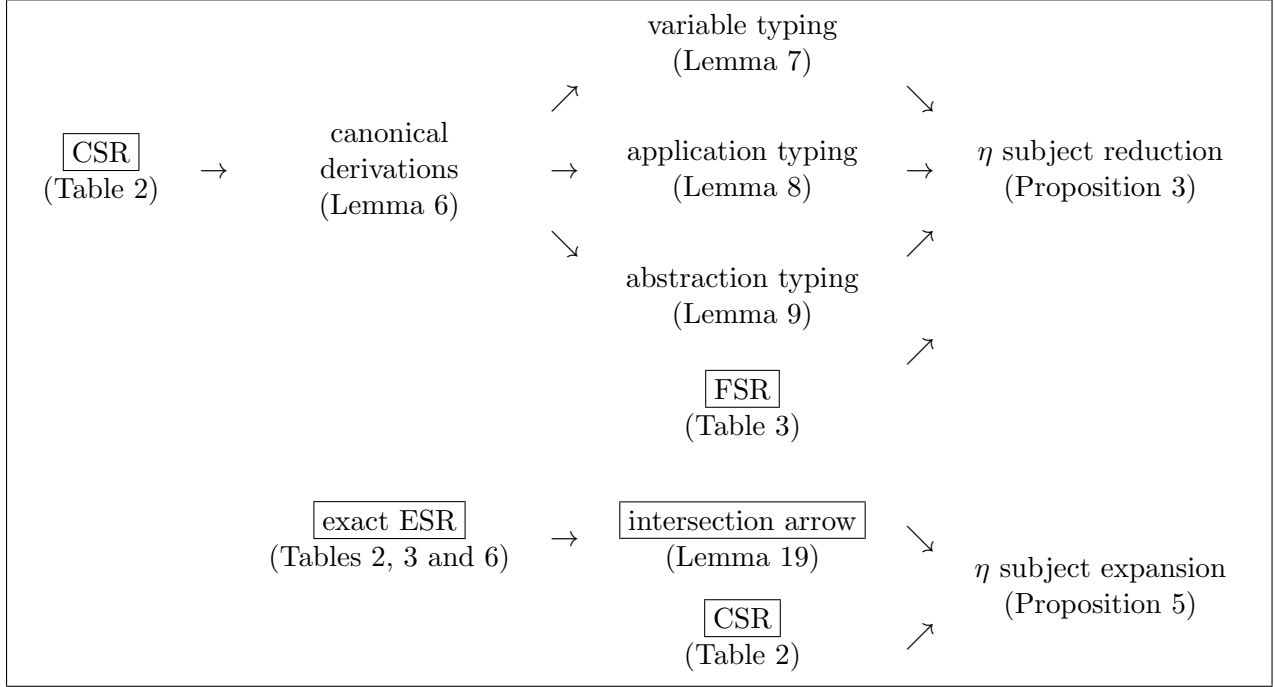 variable typing
(Lemma 7)
↗ ↘
CSR
(Table 2)
→
canonical
derivations
(Lemma 6)
→
application typing
(Lemma 8)
→
η subject reduction
(Proposition 3)
↘ ↗
abstraction typing
(Lemma 9)
↗
FSR
(Table 3)
exact ESR
(Tables 2, 3 and 6)
→
intersection arrow
(Lemma 19)
↘
η subject expansion
(Proposition 5)
CSR
(Table 2)
↗